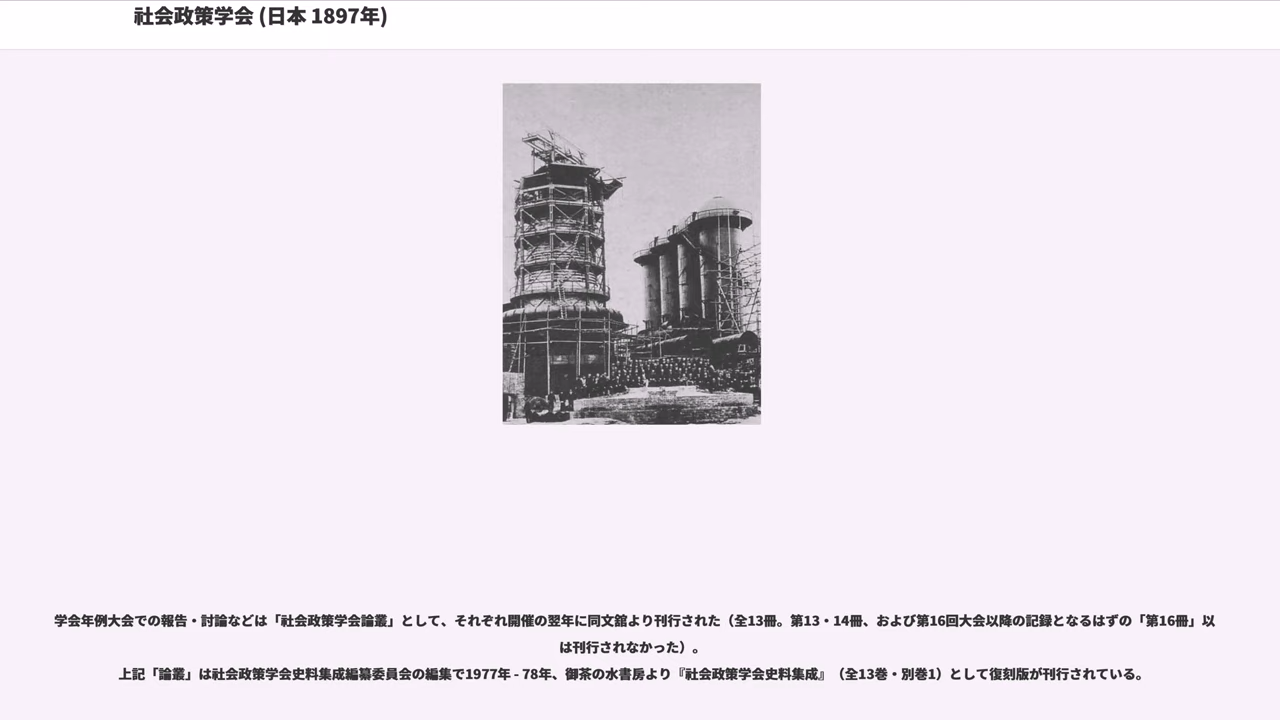 社会政策学会 (日本 1897年)
学会年例大会での報告・討論などは「社会政策学会論叢」として、それぞれ開催の翌年に同文舘より刊行された（全13冊。第13・14冊、および第16回大会以降の記録となるはずの「第16冊」以
は刊行されなかった）。
上記「論叢」は社会政策学会史料集成編纂委員会の編集で1977年 - 78年、御茶の水書房より『社会政策学会史料集成』（全13巻・別巻1）として復刻版が刊行されている。